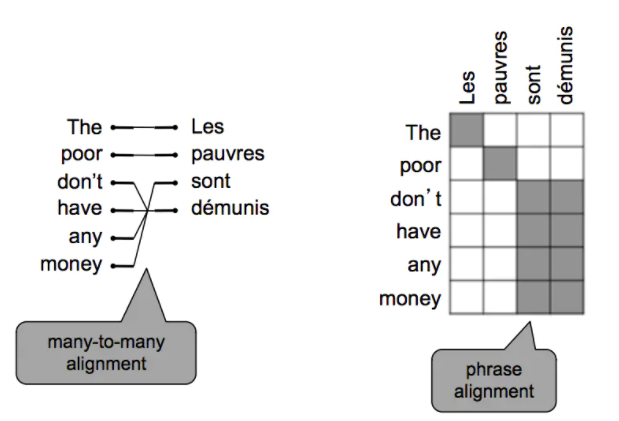 The Les
poor pauvres
don't sont
have démunis
any
money
many-to-many
alignment
Les
pauvres
sont
démunis
The
poor
don't
have
any
money
phrase
alignment